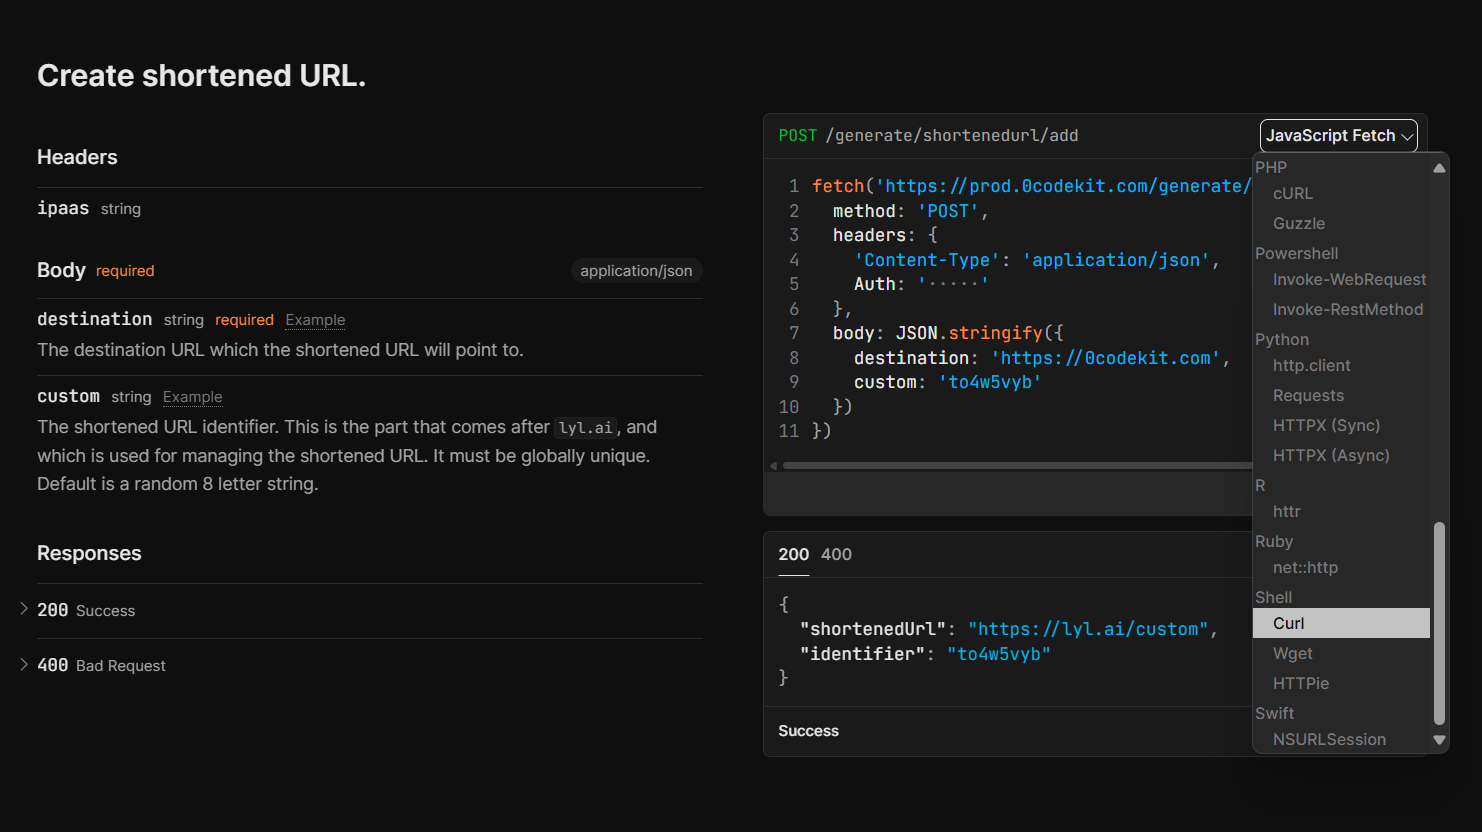 Create shortened URL.
Headers
ipaas string
Body required application/json
destination string required Example
The destination URL which the shortened URL will point to.
custom string Example
The shortened URL identifier. This is the part that comes after lyl.ai, and
which is used for managing the shortened URL. It must be globally unique.
Default is a random 8 letter string.
Responses
200 Success
400 Bad Request
POST /generate/shortenedurl/add
JavaScript Fetch
1 fetch('https://prod.0codekit.com/generate/
2 method: 'POST',
3 headers: {
4 'Content-Type': 'application/json',
5 Auth: '·····'
6 },
7 body: JSON.stringify({
8 destination: 'https://0codekit.com',
9 custom: 'to4w5vyb'
10 })
11 })
200 400
{
"shortenedUrl": "https://lyl.ai/custom",
"identifier": "to4w5vyb"
}
Success
PHP
cURL
Guzzle
Powershell
Invoke-WebRequest
Invoke-RestMethod
Python
http.client
Requests
HTTPX (Sync)
HTTPX (Async)
R
httr
Ruby
net::http
Shell
Curl
Wget
HTTPie
Swift
NSURLSession